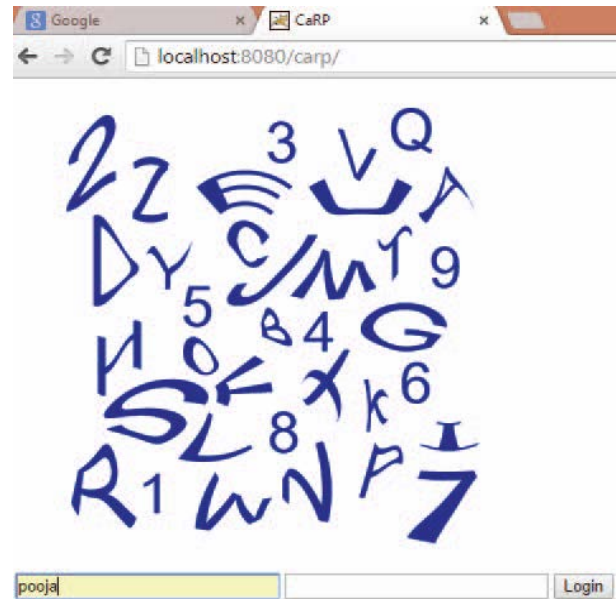 Google
CaRP
localhost:8080/carp/
2 Z E 3 V U Q A
D Y C J M T 9
5 B 4 G
H O F X K 6
S L 8 I
R 1 W N P 7
pooja
Login